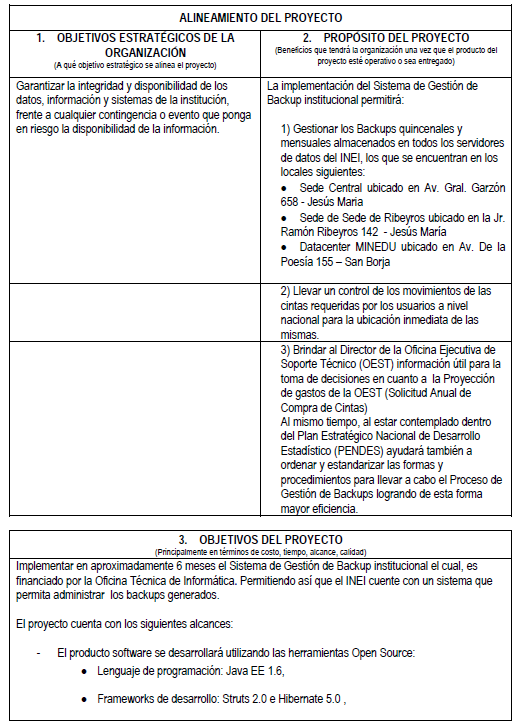 ALINEAMIENTO DEL PROYECTO
1. OBJETIVOS ESTRATÉGICOS DE LA
ORGANIZACIÓN
(A qué objetivo estratégico se alinea el proyecto)
2. PROPÓSITO DEL PROYECTO
(Beneficios que tendrá la organización una vez que el producto del
proyecto esté operativo o sea entregado)
Garantizar la integridad y disponibilidad de los
datos, información y sistemas de la institución,
frente a cualquier contingencia o evento que ponga
en riesgo la disponibilidad de la información.
La implementación del Sistema de Gestión de
Backup institucional permitirá:
1) Gestionar los Backups quincenales y
mensuales almacenados en todos los servidores
de datos del INEI, los que se encuentran en los
locales siguientes:
● Sede Central ubicado en Av. Gral. Garzón
658 - Jesús Maria
● Sede de Sede de Ribeyros ubicado en la Jr.
Ramón Ribeyros 142 - Jesús María
● Datacenter MINEDU ubicado en Av. De la
Poesía 155 – San Borja
2) Llevar un control de los movimientos de las
cintas requeridas por los usuarios a nivel
nacional para la ubicación inmediata de las
mismas.
3) Brindar al Director de la Oficina Ejecutiva de
Soporte Técnico (OEST) información útil para la
toma de decisiones en cuanto a la Proyección
de gastos de la OEST (Solicitud Anual de
Compra de Cintas)
Al mismo tiempo, al estar contemplado dentro
del Plan Estratégico Nacional de Desarrollo
Estadístico (PENDES) ayudará también a
ordenar y estandarizar las formas y
procedimientos para llevar a cabo el Proceso de
Gestión de Backups logrando de esta forma
mayor eficiencia.
3. OBJETIVOS DEL PROYECTO
(Principalmente en términos de costo, tiempo, alcance, calidad)
Implementar en aproximadamente 6 meses el Sistema de Gestión de Backup institucional el cual, es
financiado por la Oficina Técnica de Informática. Permitiendo así que el INEI cuente con un sistema que
permita administrar los backups generados.
El proyecto cuenta con los siguientes alcances:
- El producto software se desarrollará utilizando las herramientas Open Source:
● Lenguaje de programación: Java EE 1.6,
● Frameworks de desarrollo: Struts 2.0 e Hibernate 5.0 ,